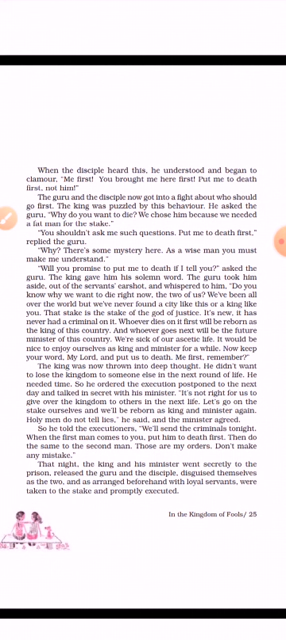 When the disciple heard this, he understood and began to
clamour, "Me first! You brought me here first! Put me to death
first, not him!"
The guru and the disciple now got into a fight about who should
go first. The king was puzzled by this behaviour. He asked the
guru, "Why do you want to die? We chose him because we needed
a fat man for the stake."
"You shouldn't ask me such questions. Put me to death first,"
replied the guru.
"Why? There's some mystery here. As a wise man you must
make me understand."
"Will you promise to put me to death if I tell you?" asked the
guru. The king gave him his solemn word. The guru took him
aside, out of the servants' earshot, and whispered to him, "Do you
know why we want to die right now, the two of us? We've been all
over the world but we've never found a city like this or a king like
you. That stake is the stake of the god of justice. It's new, it has
never had a criminal on it. Whoever dies on it first will be reborn as
the king of this country. And whoever goes next will be the future
minister of this country. We're sick of our ascetic life. It would be
nice to enjoy ourselves as king and minister for a while. Now keep
your word, My Lord, and put us to death. Me first, remember?"
The king was now thrown into deep thought. He didn't want
to lose the kingdom to someone else in the next round of life. He
needed time. So he ordered the execution postponed to the next
day and talked in secret with his minister. "It's not right for us to
give over the kingdom to others in the next life. Let's go on the
stake ourselves and we'll be reborn as king and minister again.
Holy men do not tell lies," he said, and the minister agreed.
So he told the executioners, "We'll send the criminals tonight.
When the first man comes to you, put him to death first. Then do
the same to the second man. Those are my orders. Don't make
any mistake."
That night, the king and his minister went secretly to the
prison, released the guru and the disciple, disguised themselves
as the two, and as arranged beforehand with loyal servants, were
taken to the stake and promptly executed.
In the Kingdom of Fools/ 25